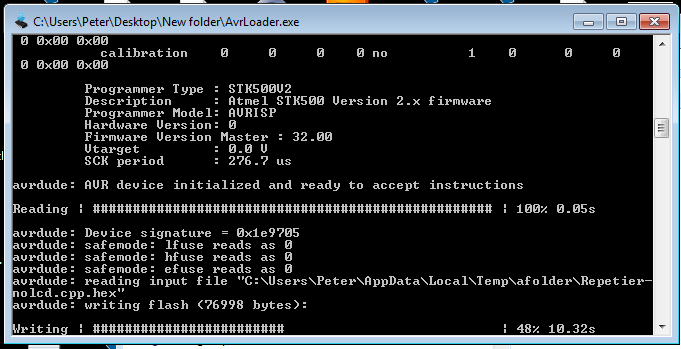 C:\Users\Peter\Desktop\New folder\AvrLoader.exe
0 0x00 0x00
calibration 0 0 0 0 no 1 0 0 0
0 0x00 0x00
Programmer Type : STK500V2
Description : Atmel STK500 Version 2.x firmware
Programmer Model: AVRISP
Hardware Version: 0
Firmware Version Master : 32.00
Vtarget : 0.0 V
SCK period : 276.7 us
avrdude: AVR device initialized and ready to accept instructions
Reading | ################################################## | 100% 0.05s
avrdude: Device signature = 0x1e9705
avrdude: safemode: lfuse reads as 0
avrdude: safemode: hfuse reads as 0
avrdude: safemode: efuse reads as 0
avrdude: reading input file "C:\Users\Peter\AppData\Local\Temp\afolder\Repetier-
nolcd.cpp.hex"
avrdude: writing flash (76998 bytes):
Writing | ######################## | 48% 10.32s